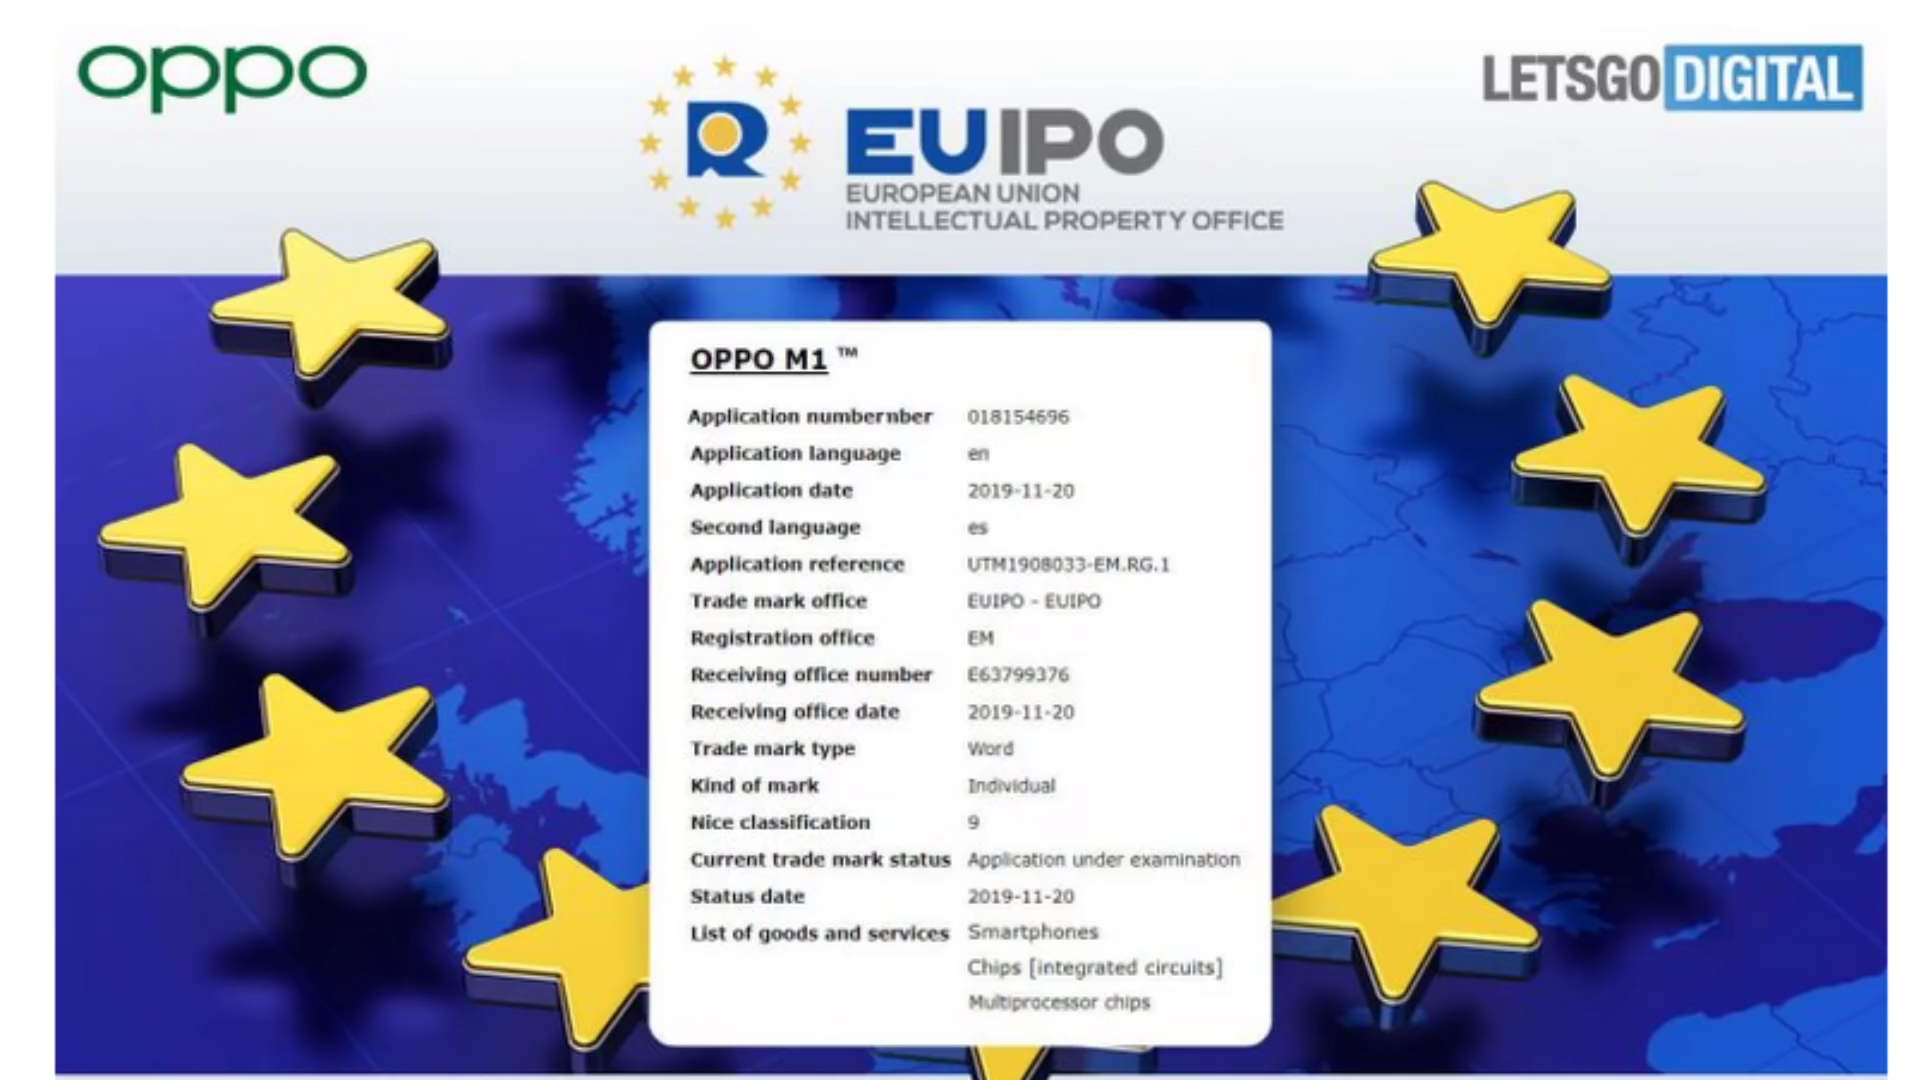 oppo
R EUIPO
EUROPEAN UNION
INTELLECTUAL PROPERTY OFFICE
LETSGODIGITAL
OPPO M1 ™
Application numbernber 018154696
Application language en
Application date 2019-11-20
Second language es
Application reference UTM1908033-EM.RG.1
Trade mark office EUIPO - EUIPO
Registration office EM
Receiving office number E63799376
Receiving office date 2019-11-20
Trade mark type Word
Kind of mark Individual
Nice classification 9
Current trade mark status Application under examination
Status date 2019-11-20
List of goods and services Smartphones
Chips [integrated circuits]
Multiprocessor chips